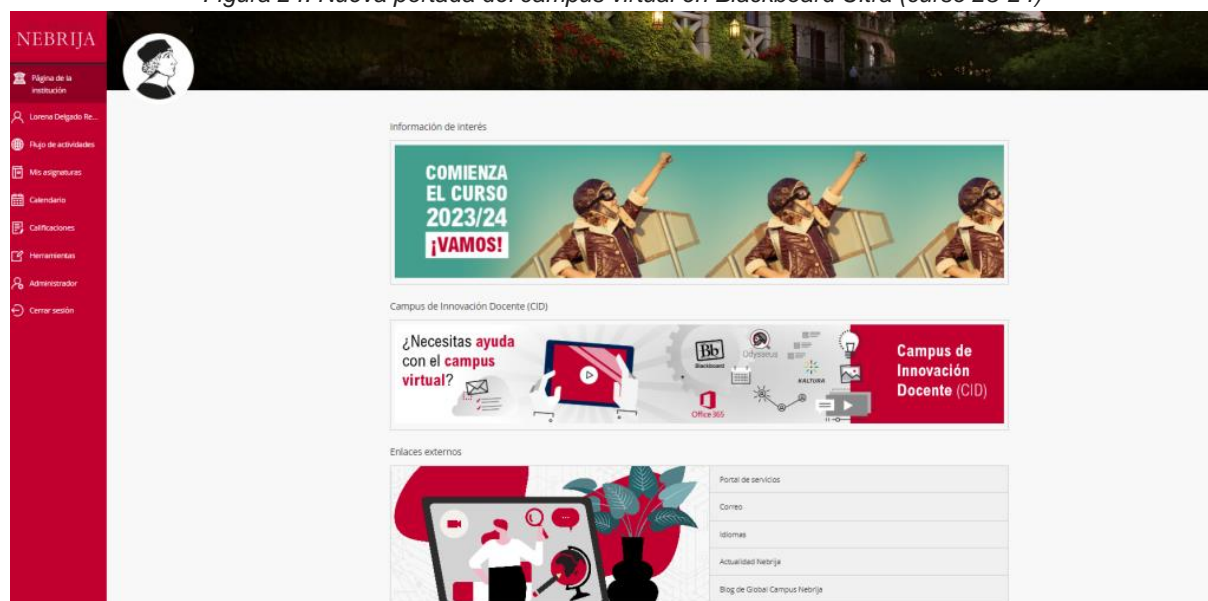 Figura 24. Nueva portada del campus virtual en Blackboard Ultra (curso 23-24)
NEBRIJA
Página de la
institución
Lorena Delgado Re...
Flujo de actividades
Mis asignaturas
Calendario
Calificaciones
Herramientas
Administrador
Cerrar sesión
Información de interés
COMIENZA
EL CURSO
2023/24
¡VAMOS!
Campus de Innovación Docente (CID)
¿Necesitas ayuda
con el campus
virtual?
Bb
Blackboard
Odysseus
KALTURA
Office 365
Campus de
Innovación
Docente (CID)
Enlaces externos
Portal de servicios
Correo
Idiomas
Actualidad Nebrija
Blog de Global Campus Nebrija